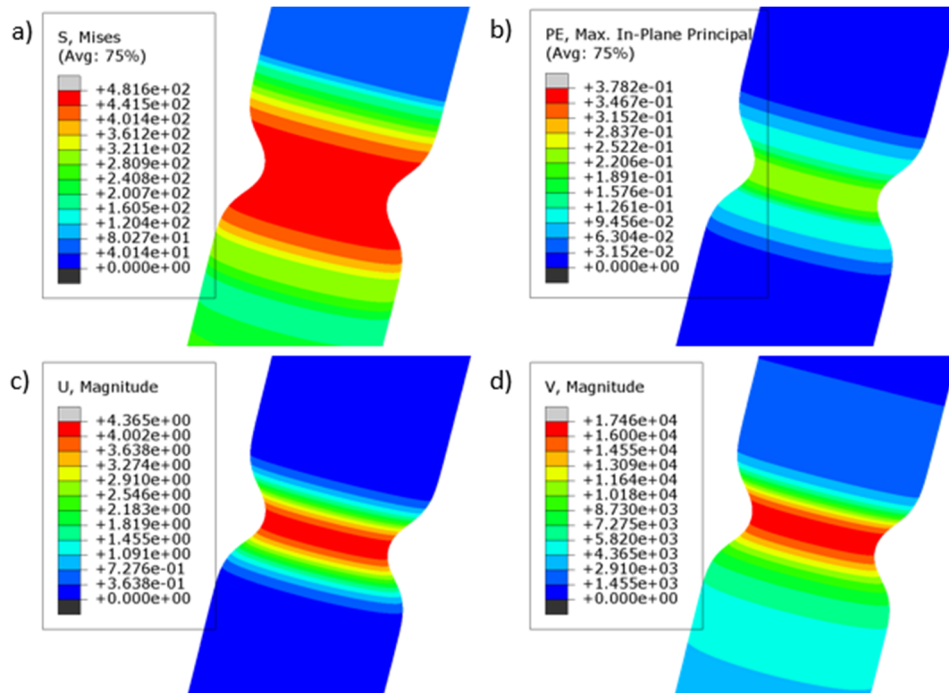 a)
S, Mises
(Avg: 75%)
+4.816e+02
+4.415e+02
+4.014e+02
+3.612e+02
+3.211e+02
+2.809e+02
+2.408e+02
+2.007e+02
+1.605e+02
+1.204e+02
+8.027e+01
+4.014e+01
+0.000e+00
b)
PE, Max. In-Plane Principal
(Avg: 75%)
+3.782e-01
+3.467e-01
+3.152e-01
+2.837e-01
+2.522e-01
+2.206e-01
+1.891e-01
+1.576e-01
+1.261e-01
+9.456e-02
+6.304e-02
+3.152e-02
+0.000e+00
c)
U, Magnitude
+4.365e+00
+4.002e+00
+3.638e+00
+3.274e+00
+2.910e+00
+2.546e+00
+2.183e+00
+1.819e+00
+1.455e+00
+1.091e+00
+7.276e-01
+3.638e-01
+0.000e+00
d)
V, Magnitude
+1.746e+04
+1.600e+04
+1.455e+04
+1.309e+04
+1.164e+04
+1.018e+04
+8.730e+03
+7.275e+03
+5.820e+03
+4.365e+03
+2.910e+03
+1.455e+03
+0.000e+00